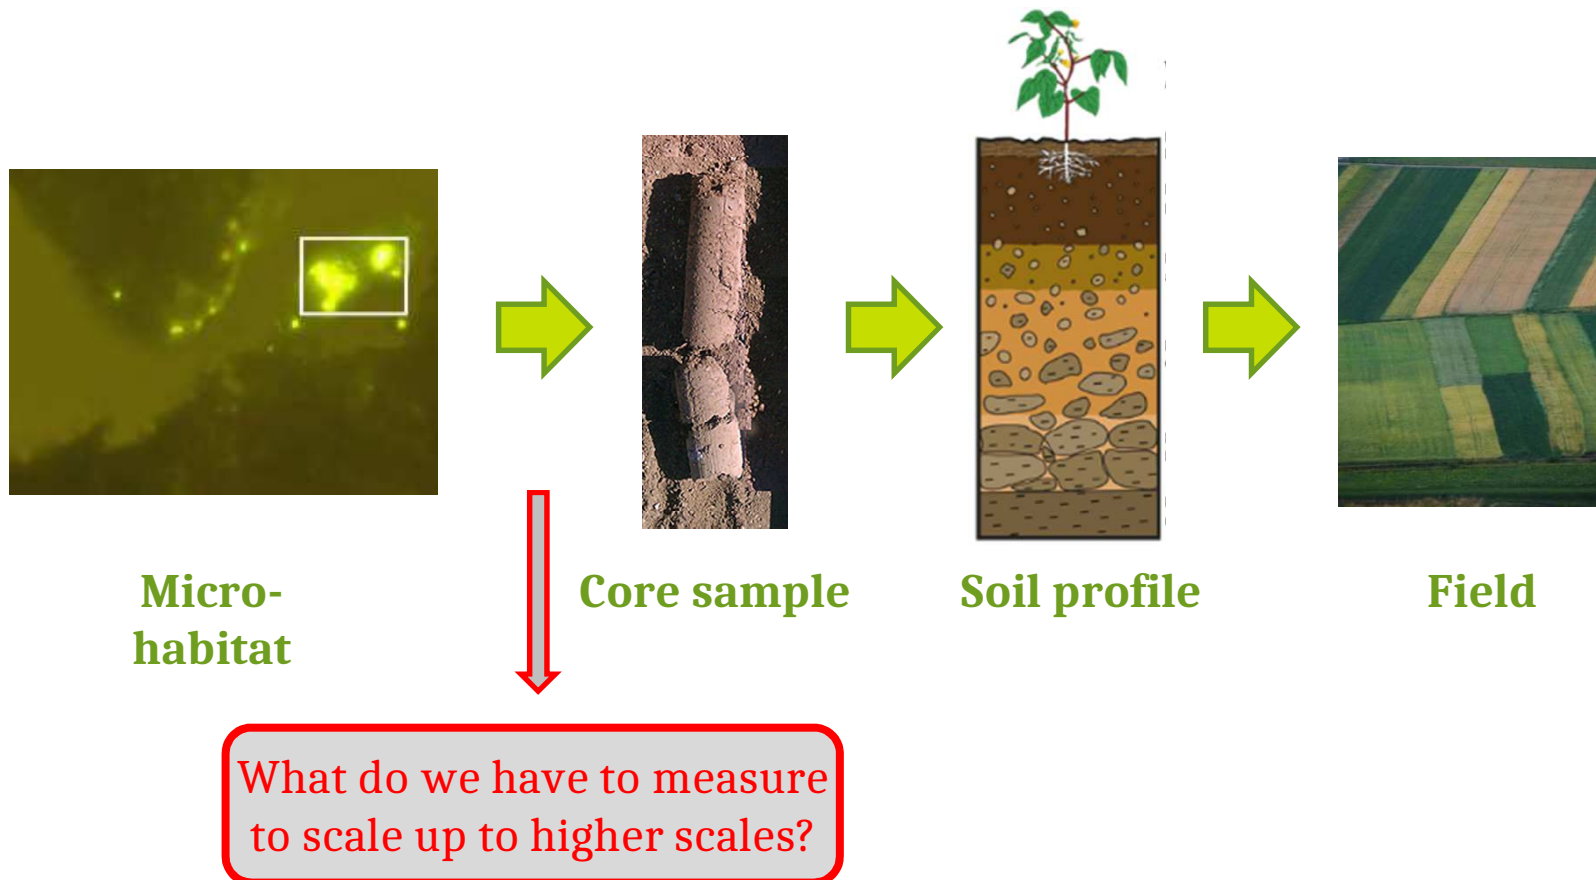 Micro-
habitat
Core sample
Soil profile
Field
What do we have to measure
to scale up to higher scales?